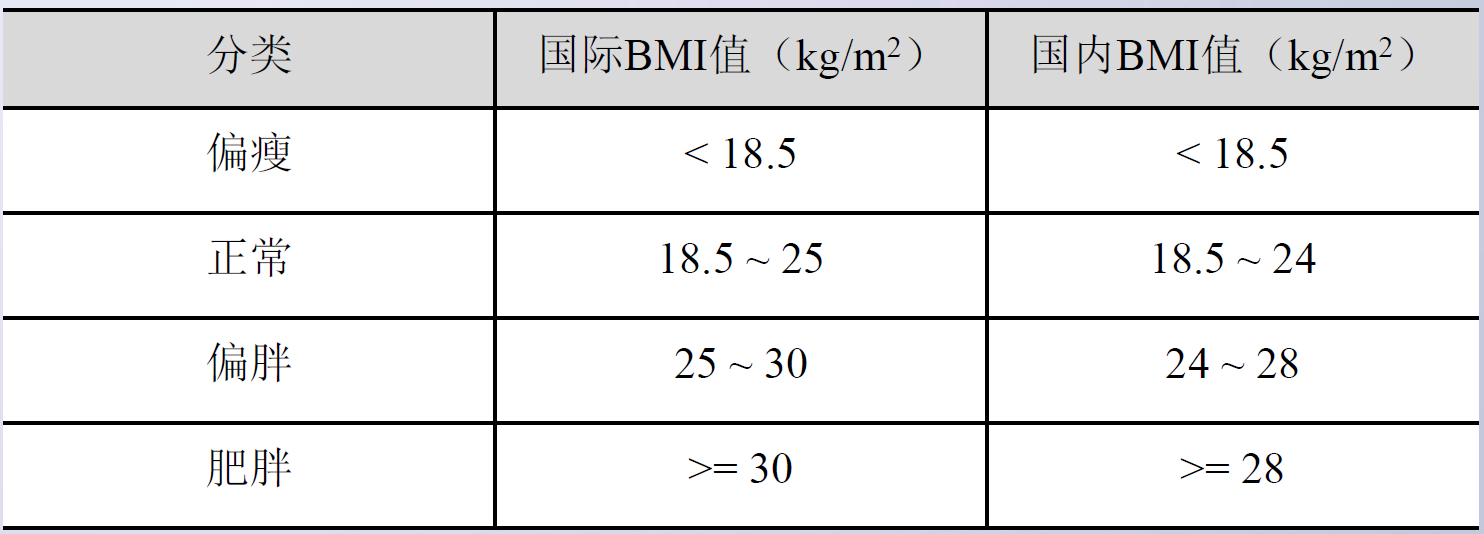 分类 国际BMI值（kg/m²） 国内BMI值（kg/m²）
偏瘦 < 18.5 < 18.5
正常 18.5 ~ 25 18.5 ~ 24
偏胖 25 ~ 30 24 ~ 28
肥胖 >= 30 >= 28